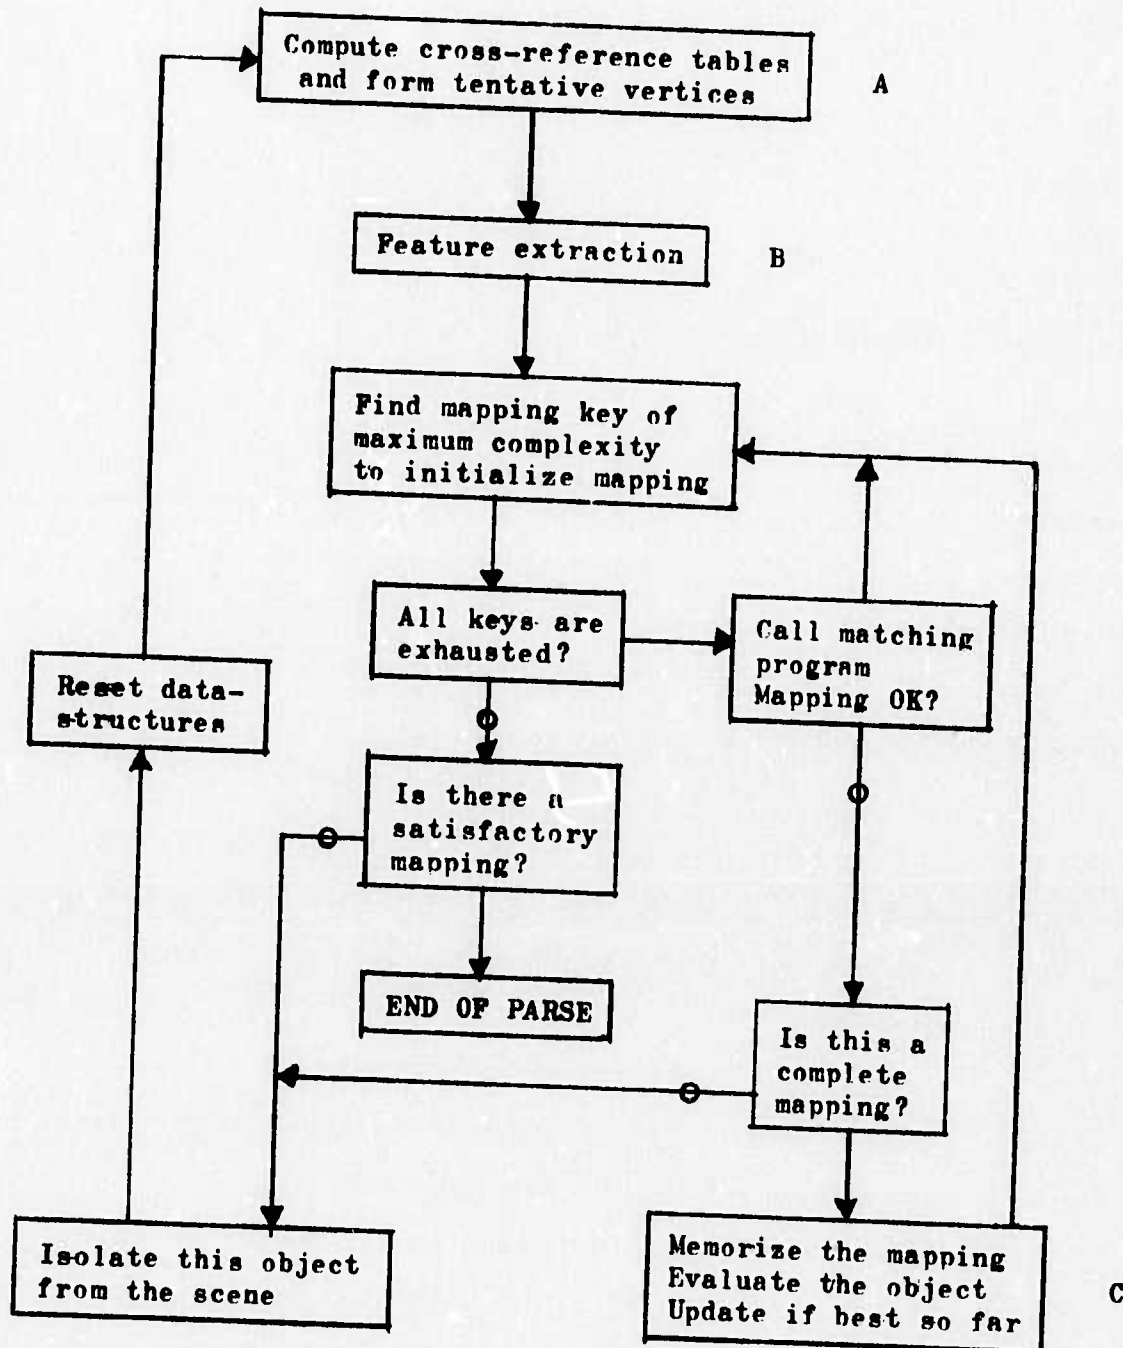 Compute cross-reference tables
and form tentative vertices
A
Feature extraction
B
Find mapping key of
maximum complexity
to initialize mapping
All keys are
exhausted?
Call matching
program
Mapping OK?
Reset data-
structures
Is there a
satisfactory
mapping?
END OF PARSE
Is this a
complete
mapping?
Isolate this object
from the scene
Memorize the mapping
Evaluate the object
Update if best so far
C